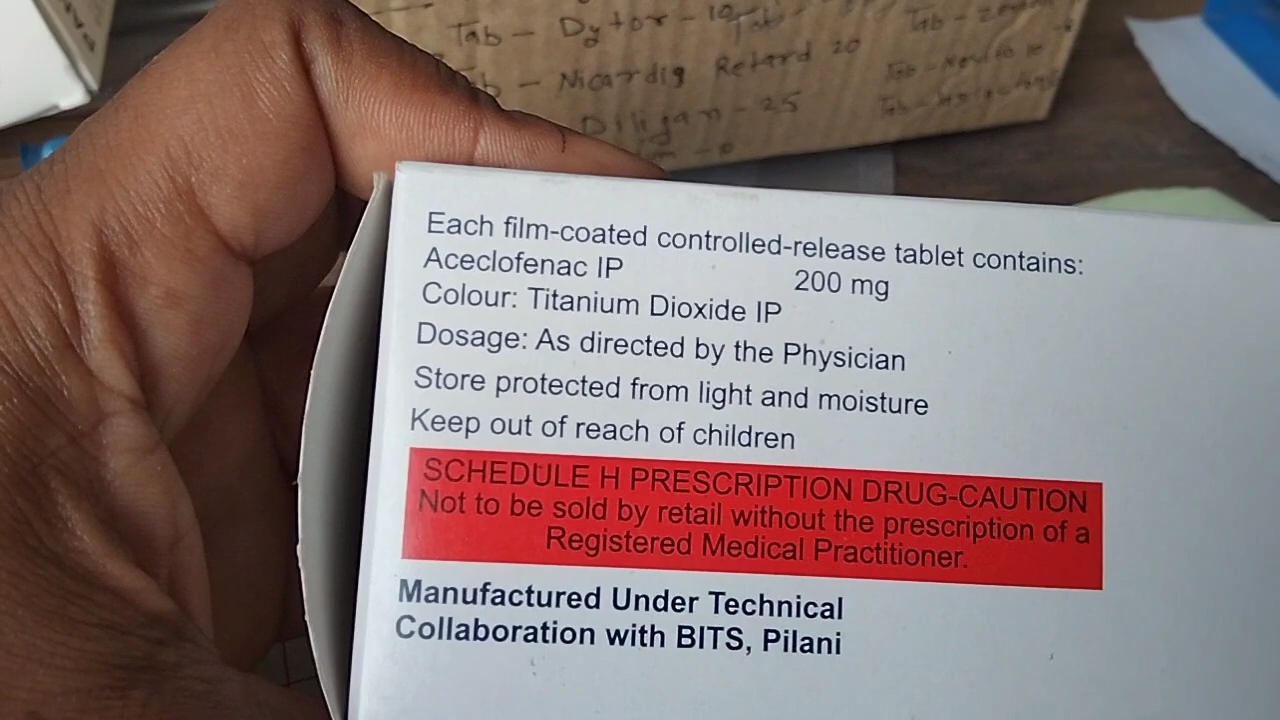 Tab - Dytor - 10
Nicardia Retard 20
Diligan - 25
Each film-coated controlled-release tablet contains:
Aceclofenac IP 200 mg
Colour: Titanium Dioxide IP
Dosage: As directed by the Physician
Store protected from light and moisture
Keep out of reach of children
SCHEDULE H PRESCRIPTION DRUG-CAUTION
Not to be sold by retail without the prescription of a
Registered Medical Practitioner.
Manufactured Under Technical
Collaboration with BITS, Pilani